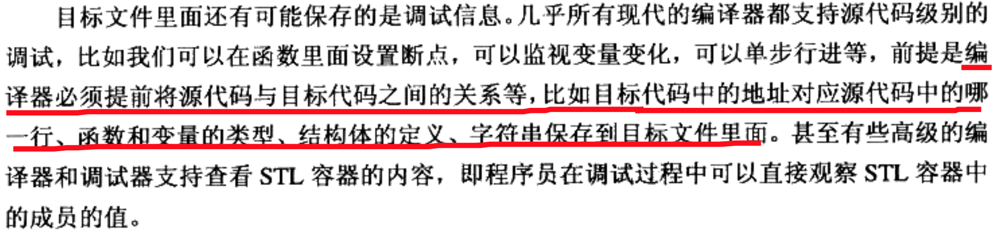 目标文件里面还有可能保存的是调试信息。几乎所有现代的编译器都支持源代码级别的
调试，比如我们可以在函数里面设置断点，可以监视变量变化，可以单步行进等，前提是编
译器必须提前将源代码与目标代码之间的关系等，比如目标代码中的地址对应源代码中的哪
一行、函数和变量的类型、结构体的定义、字符串保存到目标文件里面。甚至有些高级的编
译器和调试器支持查看 STL 容器的内容，即程序员在调试过程中可以直接观察 STL 容器中
的成员的值。